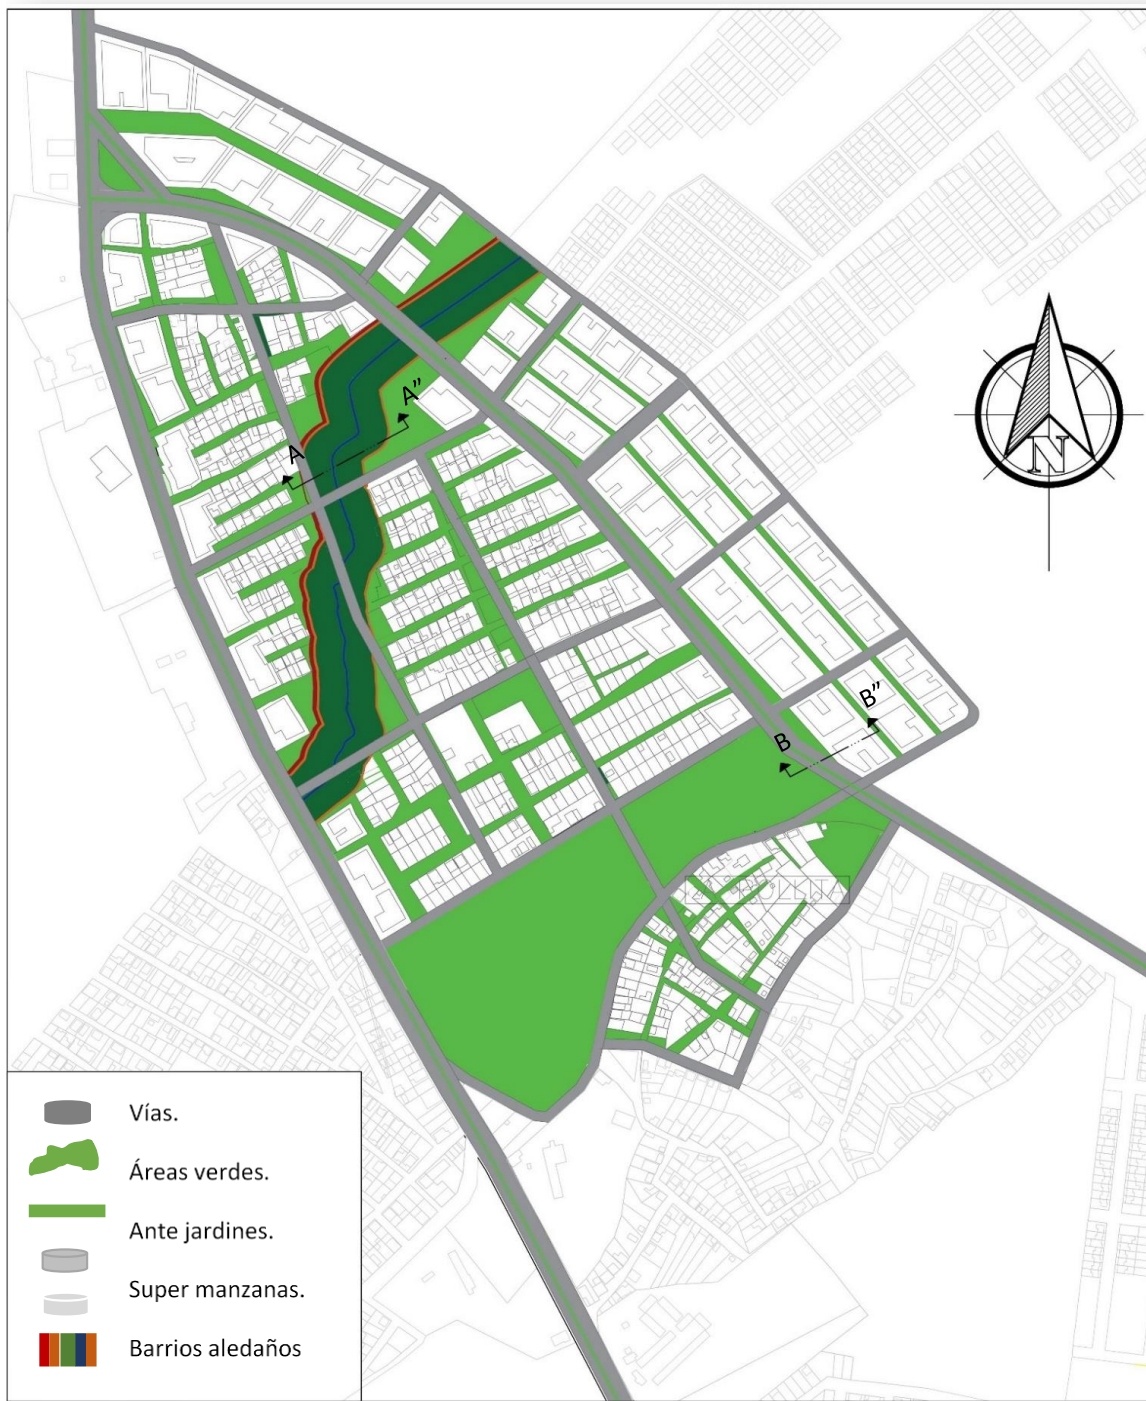 A”
A
B”
B
N
Vías.
Áreas verdes.
Ante jardines.
Super manzanas.
Barrios aledaños